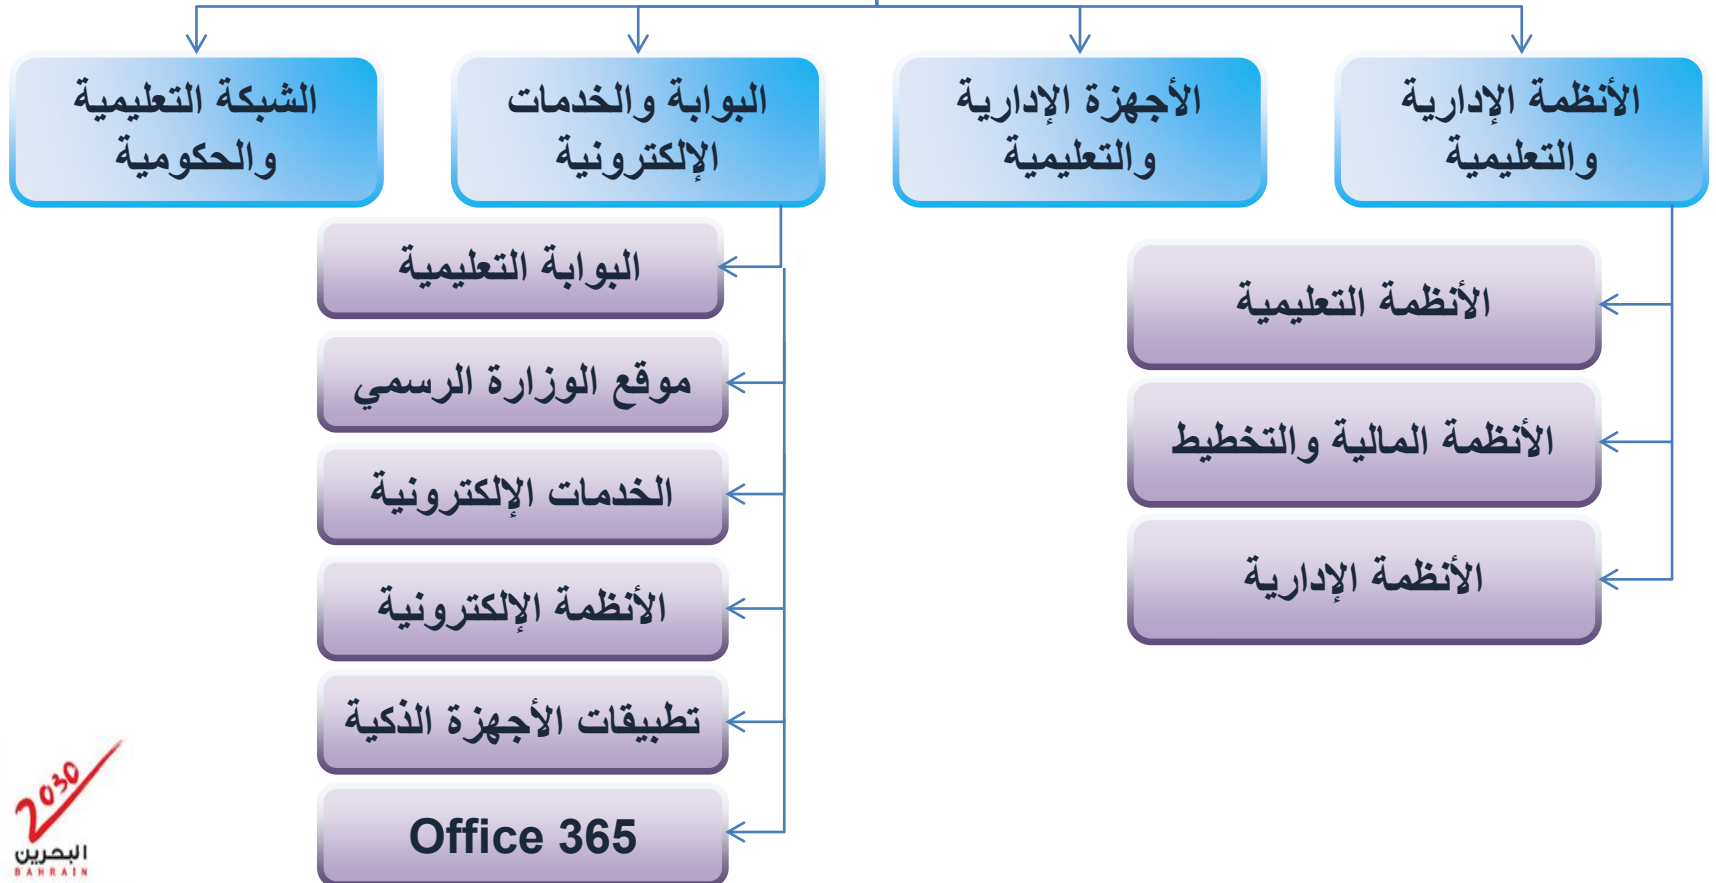 الأنظمة الإدارية
والتعليمية
الأجهزة الإدارية
والتعليمية
البوابة والخدمات
الإلكترونية
الشبكة التعليمية
والحكومية
الأنظمة التعليمية
الأنظمة المالية والتخطيط
الأنظمة الإدارية
البوابة التعليمية
موقع الوزارة الرسمي
الخدمات الإلكترونية
الأنظمة الإلكترونية
تطبيقات الأجهزة الذكية
Office 365
2030
البحرين
BAHRAIN